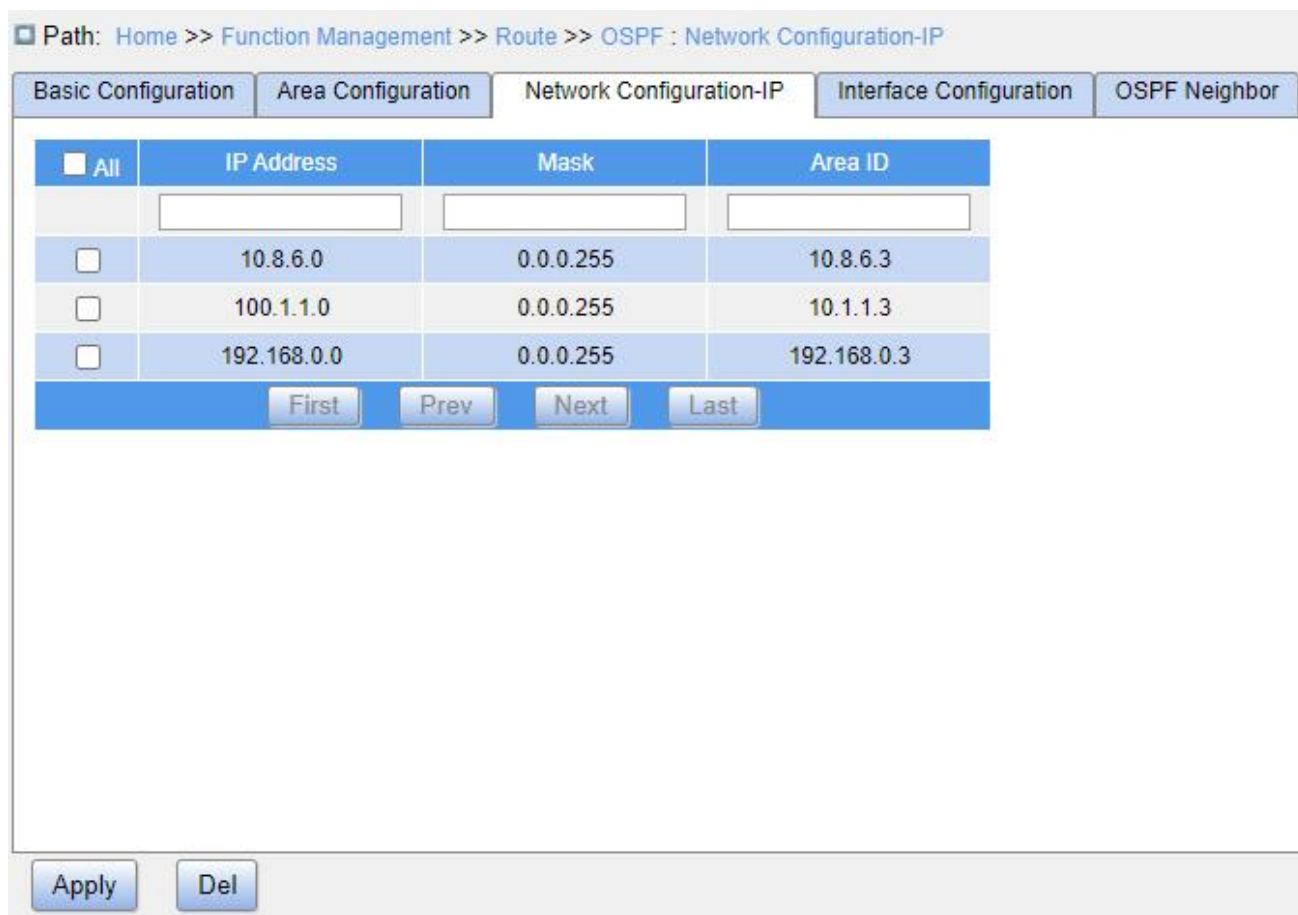 Path: Home >> Function Management >> Route >> OSPF : Network Configuration-IP
Basic Configuration Area Configuration Network Configuration-IP Interface Configuration OSPF Neighbor
All IP Address Mask Area ID
10.8.6.0 0.0.0.255 10.8.6.3
100.1.1.0 0.0.0.255 10.1.1.3
192.168.0.0 0.0.0.255 192.168.0.3
First Prev Next Last
Apply Del